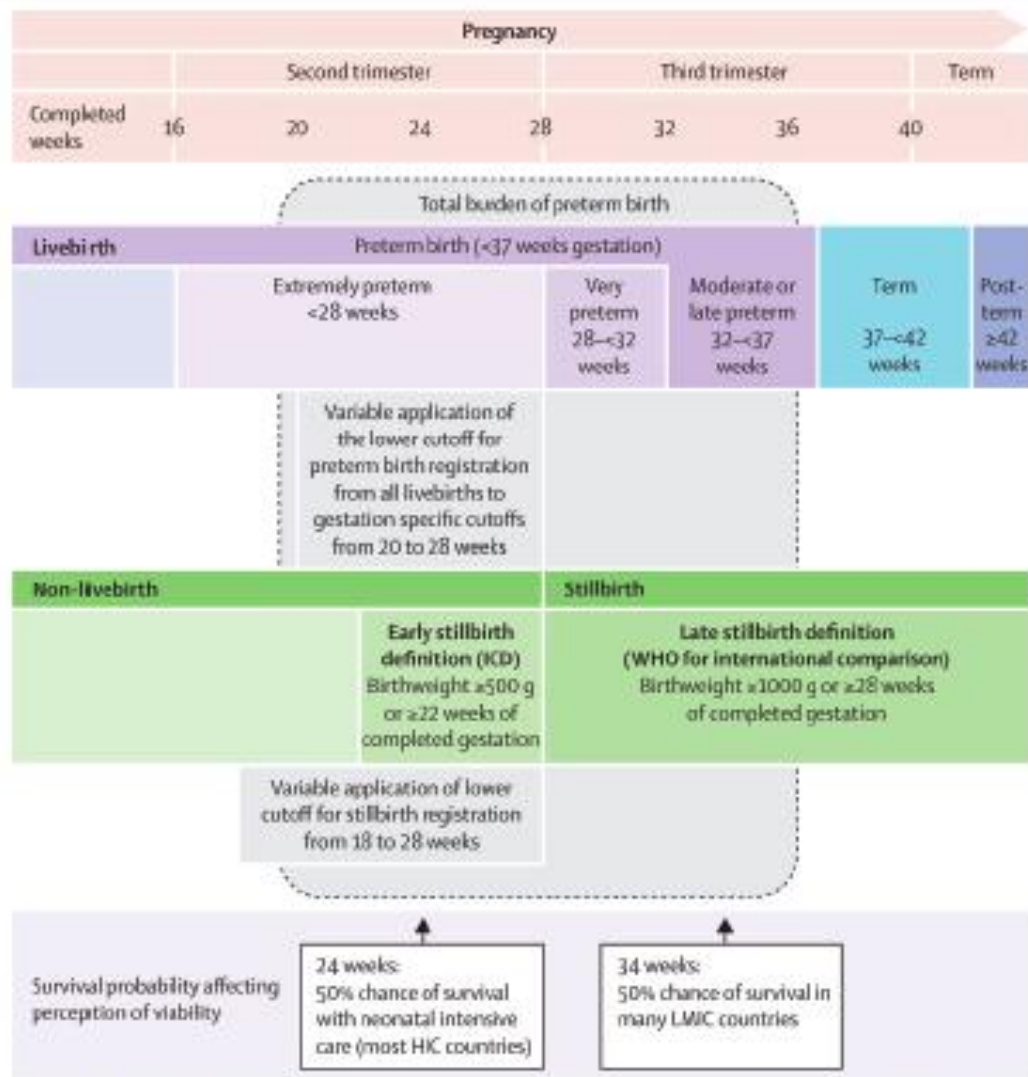 Pregnancy
Second trimester Third trimester Term
Completed weeks 16 20 24 28 32 36 40
Total burden of preterm birth
Livebirth Preterm birth (<37 weeks gestation)
Extremely preterm
<28 weeks
Very
preterm
28–<32
weeks
Moderate or
late preterm
32–<37
weeks
Term
37–<42
weeks
Post-
term
≥42
weeks
Variable application of
the lower cutoff for
preterm birth registration
from all livebirths to
gestation specific cutoffs
from 20 to 28 weeks
Non-livebirth Stillbirth
Early stillbirth
definition (ICD)
Birthweight ≥500 g
or ≥22 weeks of
completed gestation
Late stillbirth definition
(WHO for international comparison)
Birthweight ≥1000 g or ≥28 weeks
of completed gestation
Variable application of lower
cutoff for stillbirth registration
from 18 to 28 weeks
Survival probability affecting
perception of viability
24 weeks:
50% chance of survival
with neonatal intensive
care (most HIC countries)
34 weeks:
50% chance of survival in
many LMIC countries